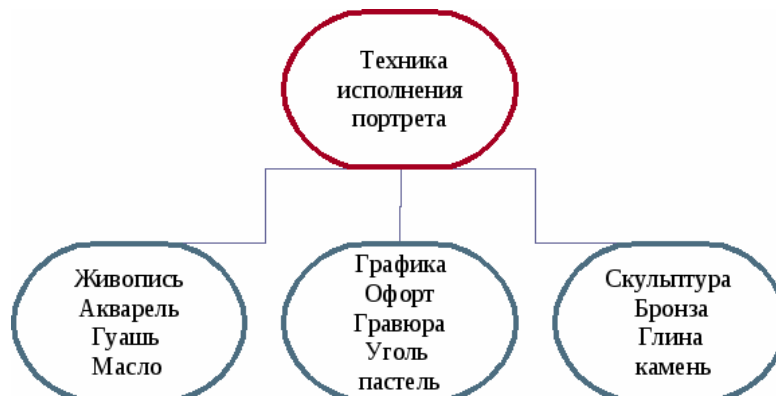 Техника
исполнения
портрета
Живопись
Акварель
Гуашь
Масло
Графика
Офорт
Гравюра
Уголь
пастель
Скульптура
Бронза
Глина
камень